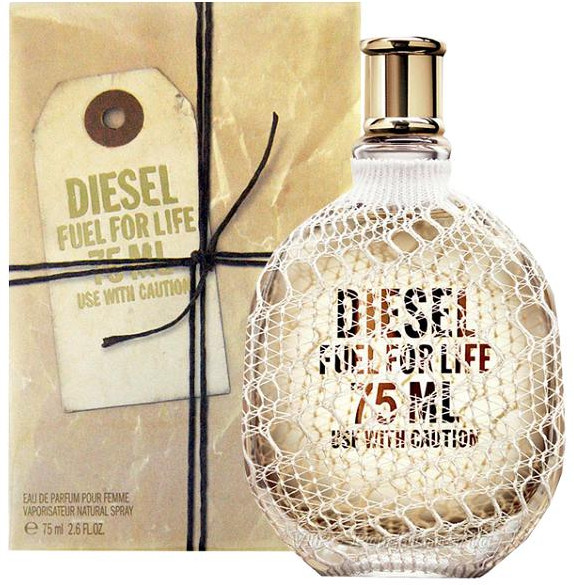 DIESEL
FUEL FOR LIFE
75 ML
USE WITH CAUTION
EAU DE PARFUM POUR FEMME
VAPORISATEUR NATURAL SPRAY
℮ 75 ml 2.6 FL.OZ.
DIESEL
FUEL FOR LIFE
75 ML
USE WITH CAUTION